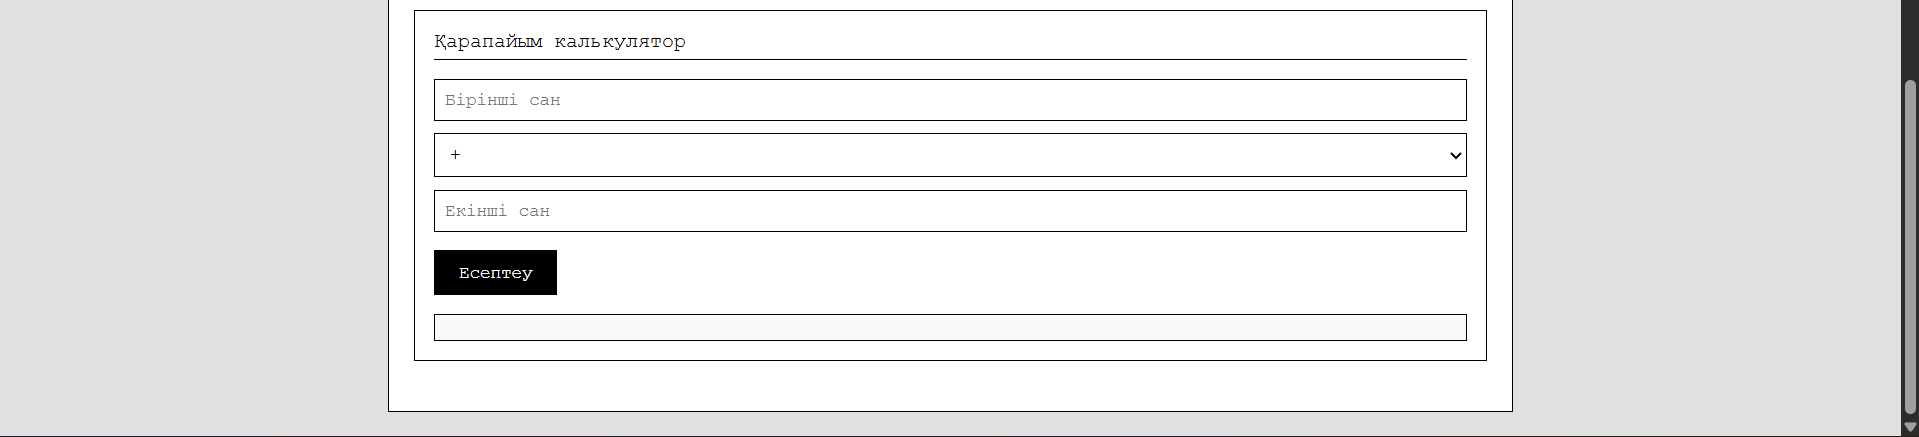 Қарапайым калькулятор
Бірінші сан
+
Екінші сан
Есептеу